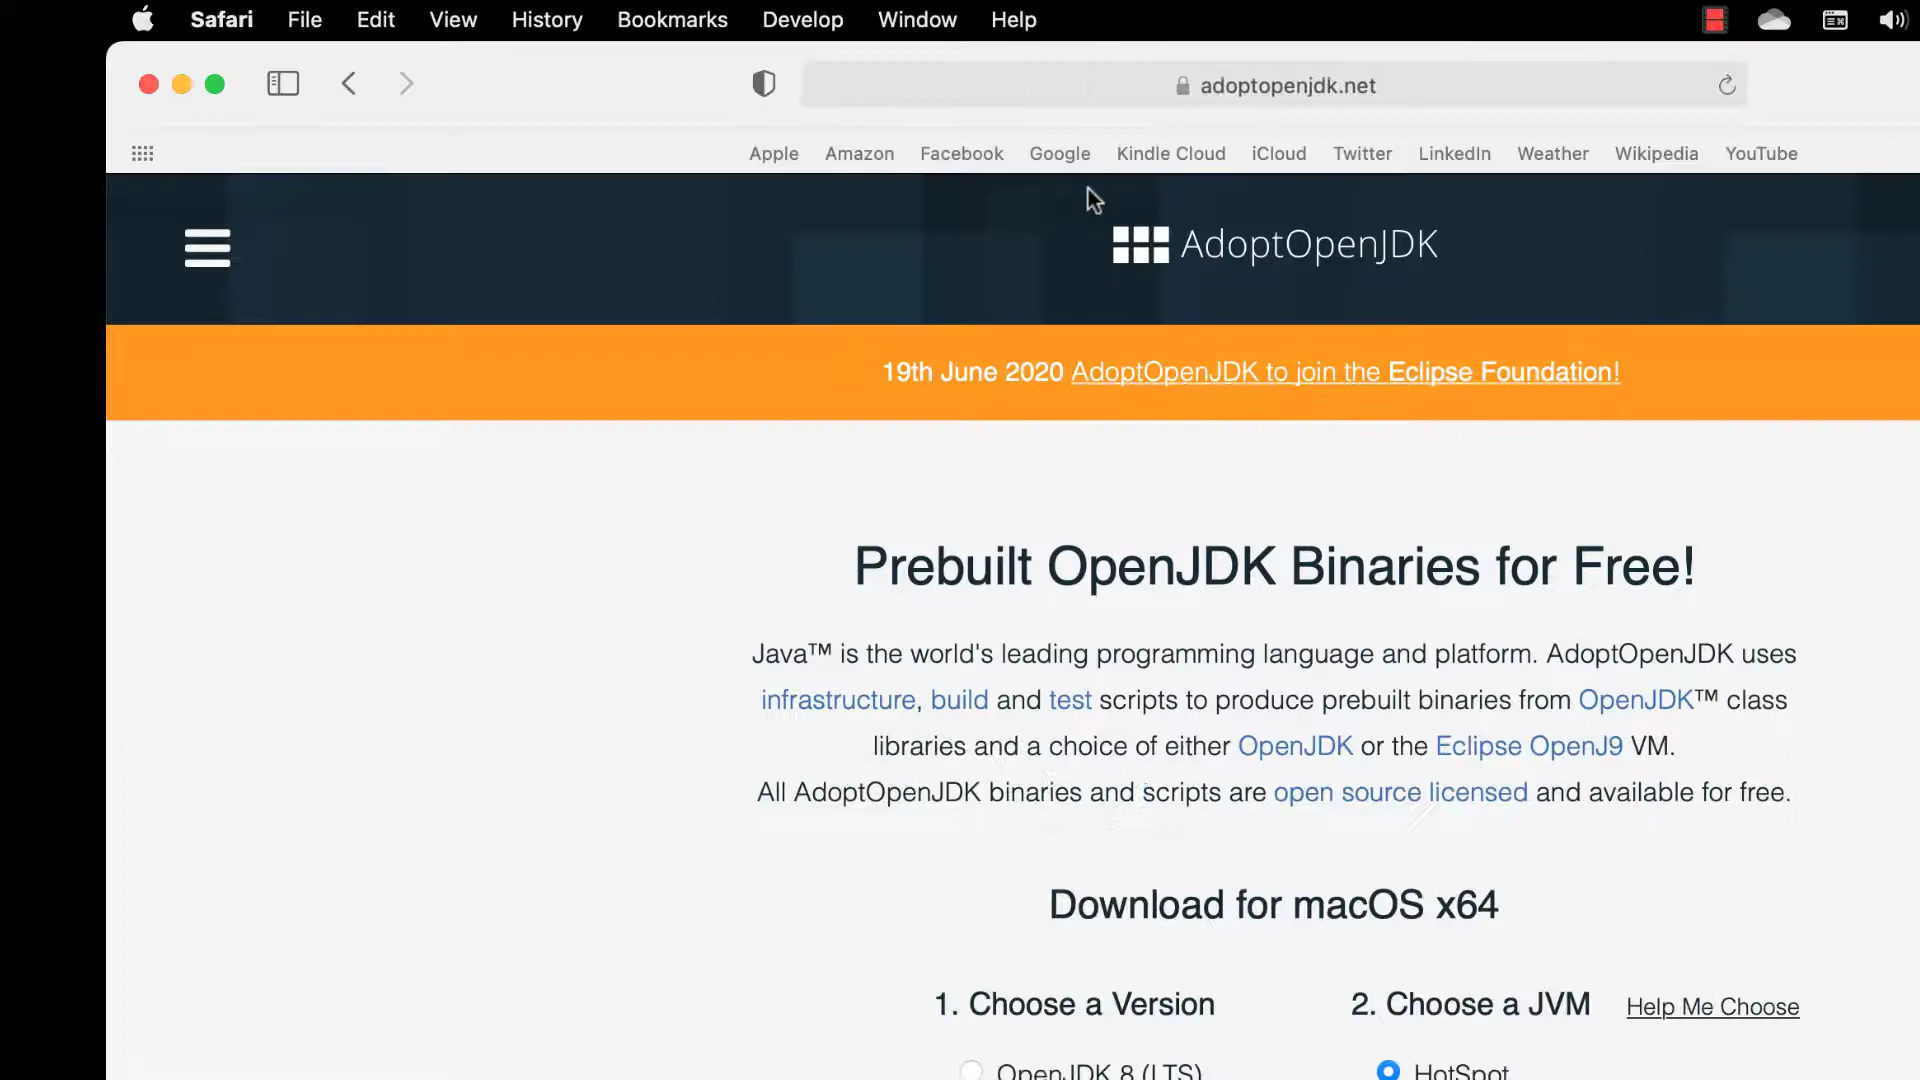 Safari File Edit View History Bookmarks Develop Window Help
adoptopenjdk.net
Apple Amazon Facebook Google Kindle Cloud iCloud Twitter LinkedIn Weather Wikipedia YouTube
AdoptOpenJDK
19th June 2020 AdoptOpenJDK to join the Eclipse Foundation!
Prebuilt OpenJDK Binaries for Free!
Java™ is the world's leading programming language and platform. AdoptOpenJDK uses
infrastructure, build and test scripts to produce prebuilt binaries from OpenJDK™ class
libraries and a choice of either OpenJDK or the Eclipse OpenJ9 VM.
All AdoptOpenJDK binaries and scripts are open source licensed and available for free.
Download for macOS x64
1. Choose a Version 2. Choose a JVM Help Me Choose
OpenJDK 8 (LTS) HotSpot